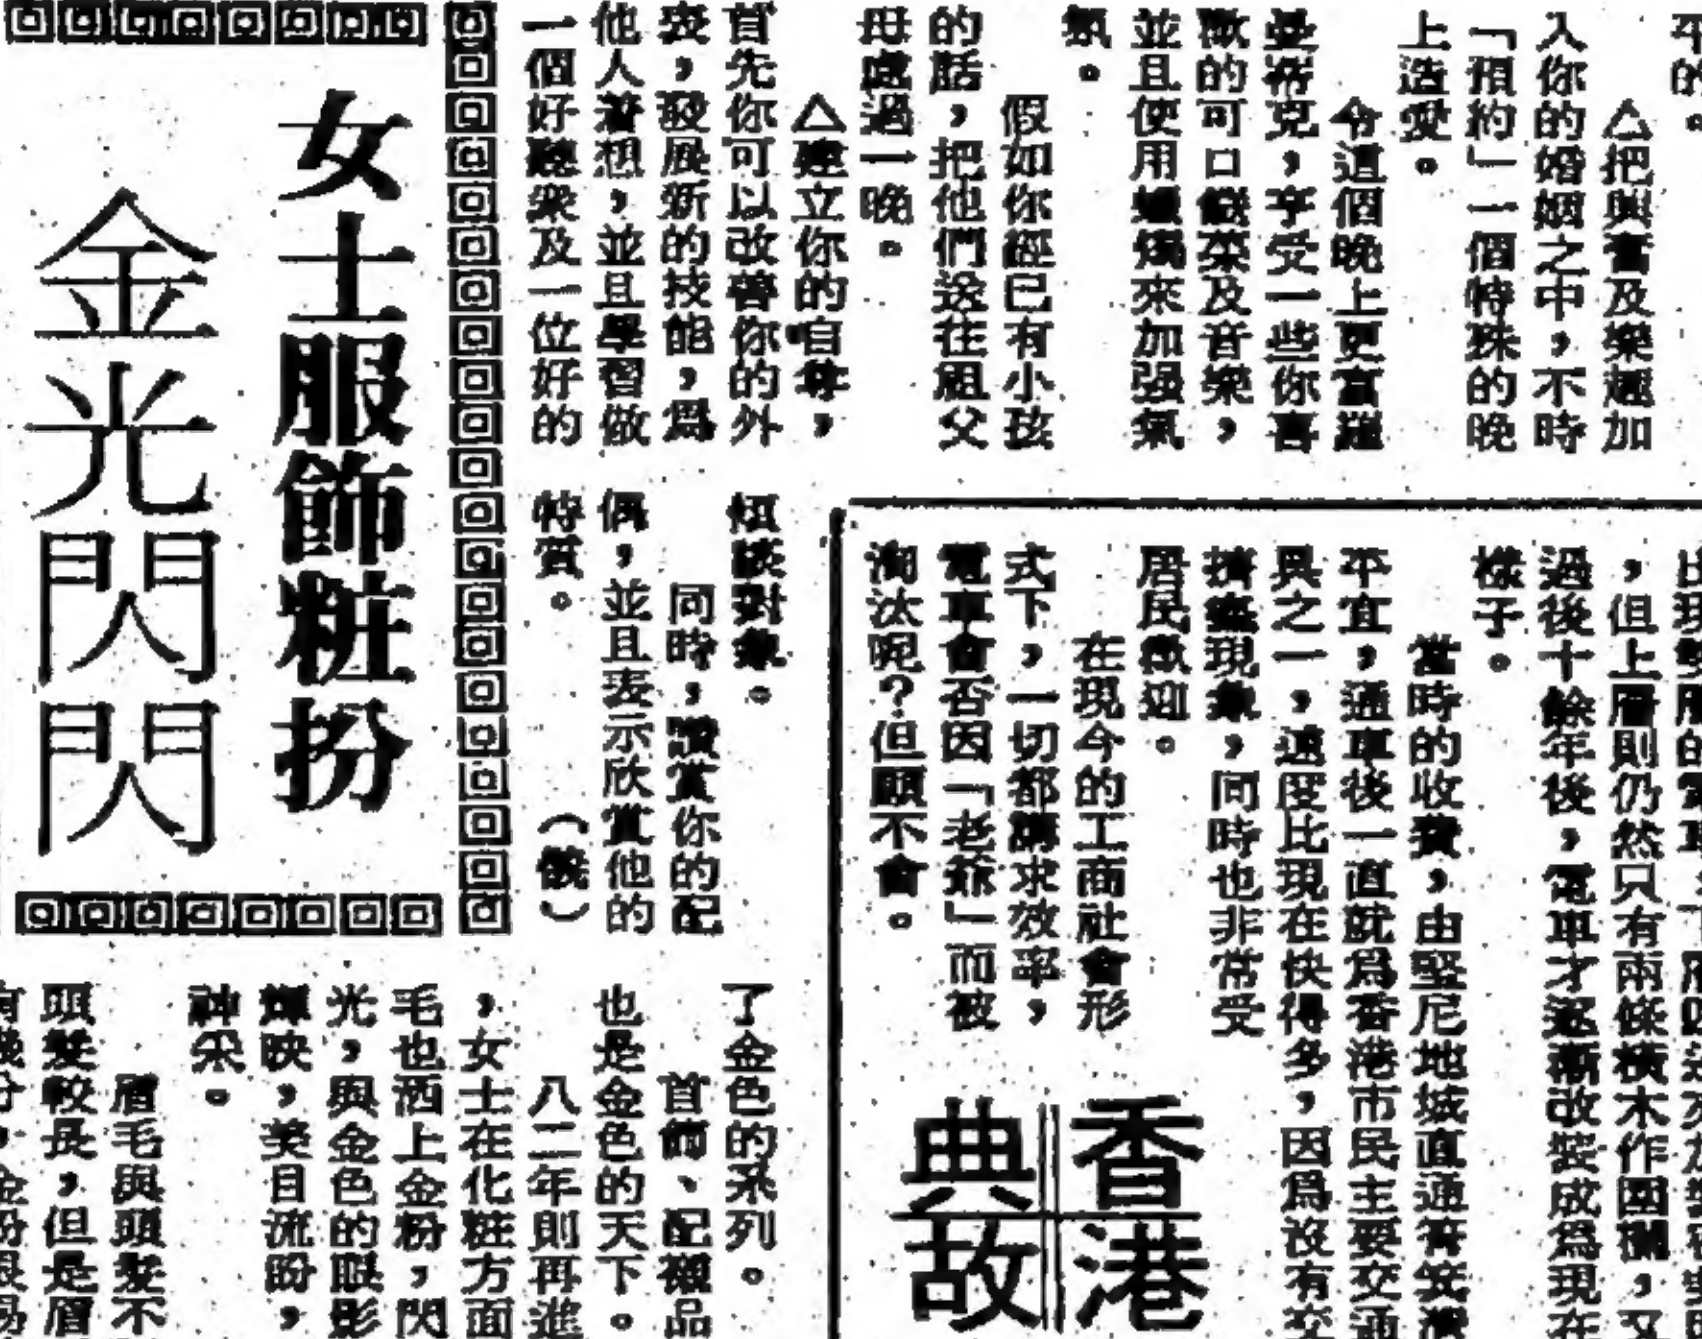 平的。
△把興奮及樂趣加
入你的婚姻之中，不時
「預約」一個特殊的晚
上造愛。
令這個晚上更富羅
曼蒂克，享受一些你喜
歡的可口餸菜及音樂，
並且使用蠟燭來加强氣
氛。
假如你經已有小孩
的話，把他們送往祖父
母處過一晚。
△建立你的自尊，
首先你可以改善你的外
表，發展新的技能，爲
他人著想，並且學習做
一個好聽衆及一位好的
傾談對象。
同時，讚賞你的配
偶，並且表示欣賞他的
特質。　（儀）
，但上層則仍然只有兩條橫木作圍欄，又
過後十餘年後，電車才逐漸改裝成爲現在
樣子。
當時的收費，由堅尼地城直通筲箕灣
不宜，通車後一直就爲香港市民主要交通
具之一，速度比現在快得多，因爲沒有交
擠塞現象，同時也非常受
居民歡迎。
在現今的工商社會形
式下，一切都講求效率，
電車會否因「老爺」而被
淘汰呢？但願不會。
香港
典故
女士服飾粧扮
金光閃閃
了金色的系列。
首飾、配襯品
也是金色的天下。
八二年則再進
，女士在化粧方面
毛也洒上金粉，閃
光，與金色的眼影
輝映，美目流盼，
神采。
眉毛與頭髮不
頭髮較長，但是眉